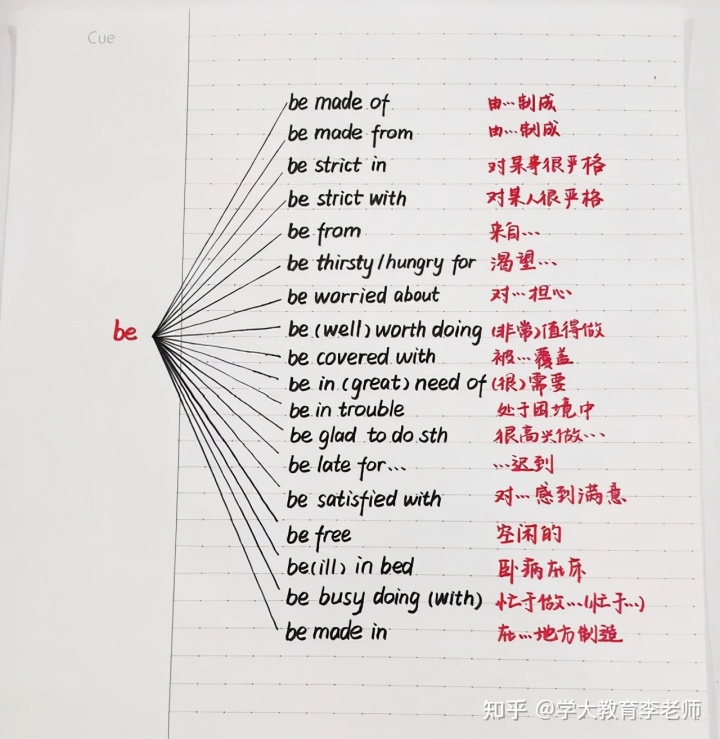 Cue
be made of 由…制成
be made from 由…制成
be strict in 对某事很严格
be strict with 对某人很严格
be from 来自…
be thirsty/hungry for 渴望…
be worried about 对…担心
be
be (well) worth doing (非常)值得做
be covered with 被…覆盖
be in (great) need of (很)需要
be in trouble 处于困境中
be glad to do sth 很高兴做…
be late for... …迟到
be satisfied with 对…感到满意
be free 空闲的
be(ill) in bed 卧病在床
be busy doing (with) 忙于做…(忙于…)
be made in 在…地方制造
知乎 @学大教育李老师